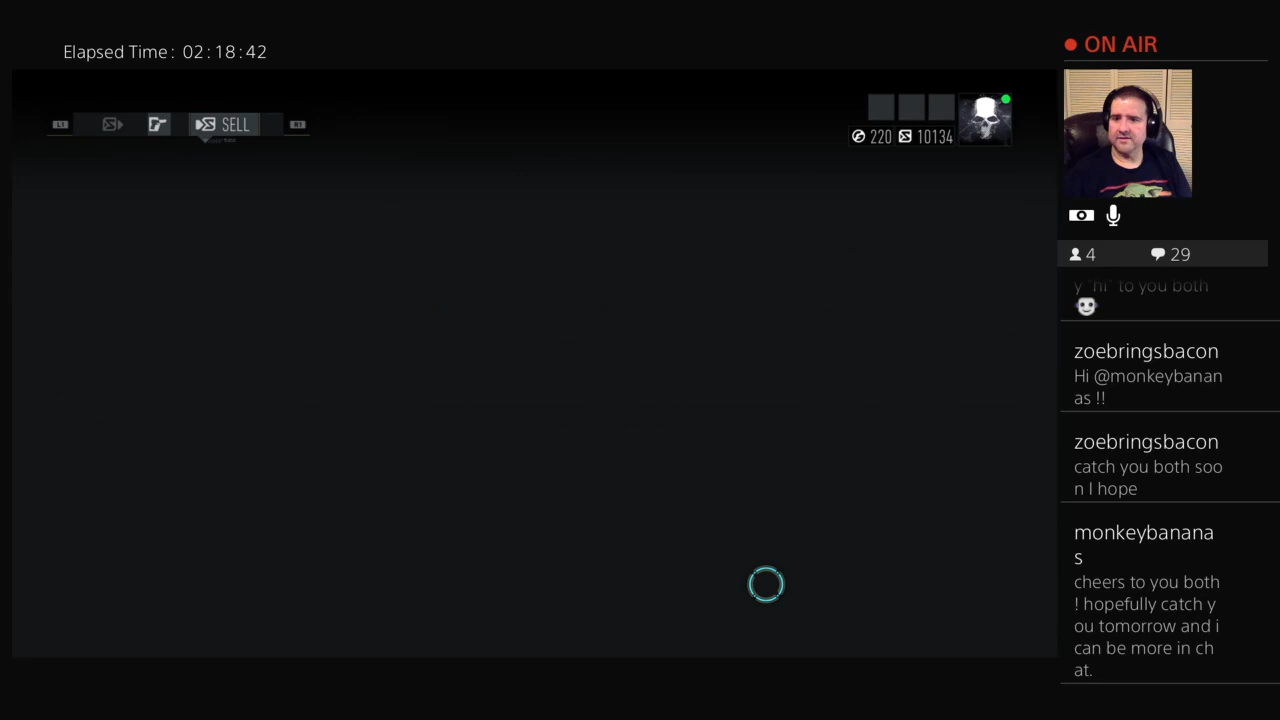 Elapsed Time: 02:18:42
ON AIR
L1
SELL
R1
220
10134
4
29
y "hi" to you both
zoebringsbacon
Hi @monkeybanan
as !!
zoebringsbacon
catch you both soo
n I hope
monkeybanana
s
cheers to you both
! hopefully catch y
ou tomorrow and i
can be more in ch
at.